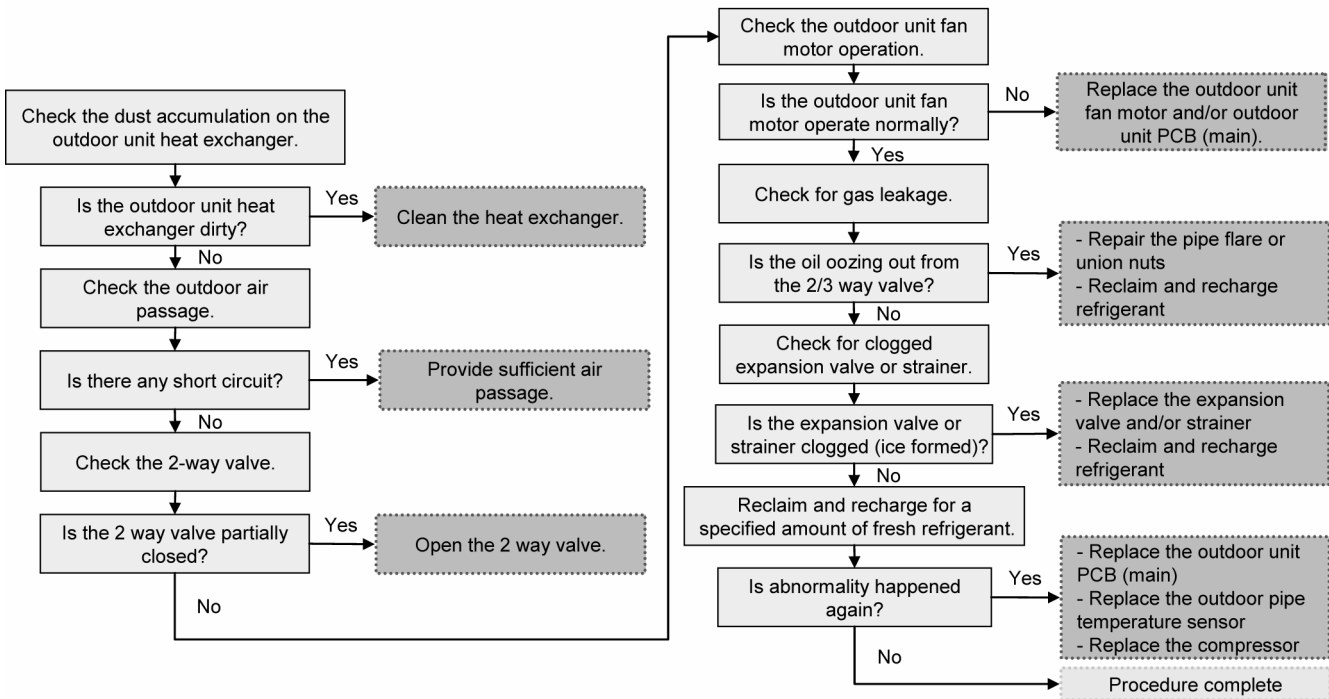 Check the dust accumulation on the
outdoor unit heat exchanger.
Is the outdoor unit heat
exchanger dirty?
Yes
Clean the heat exchanger.
No
Check the outdoor air
passage.
Is there any short circuit?
Yes
Provide sufficient air
passage.
No
Check the 2-way valve.
Is the 2 way valve partially
closed?
Yes
Open the 2 way valve.
No
Check the outdoor unit fan
motor operation.
Is the outdoor unit fan
motor operate normally?
No
Replace the outdoor unit
fan motor and/or outdoor
unit PCB (main).
Yes
Check for gas leakage.
Is the oil oozing out from
the 2/3 way valve?
Yes
- Repair the pipe flare or
union nuts
- Reclaim and recharge
refrigerant
No
Check for clogged
expansion valve or strainer.
Is the expansion valve or
strainer clogged (ice formed)?
Yes
- Replace the expansion
valve and/or strainer
- Reclaim and recharge
refrigerant
No
Reclaim and recharge for a
specified amount of fresh refrigerant.
Is abnormality happened
again?
Yes
- Replace the outdoor unit
PCB (main)
- Replace the outdoor pipe
temperature sensor
- Replace the compressor
No
Procedure complete